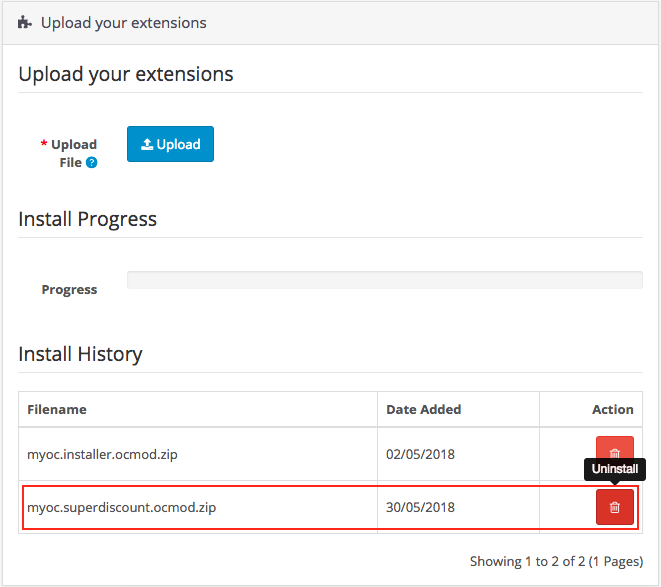 Upload your extensions
Upload your extensions
* Upload File ?
Upload
Install Progress
Progress
Install History
Filename Date Added Action
myoc.installer.ocmod.zip 02/05/2018
Uninstall
myoc.superdiscount.ocmod.zip 30/05/2018
Showing 1 to 2 of 2 (1 Pages)